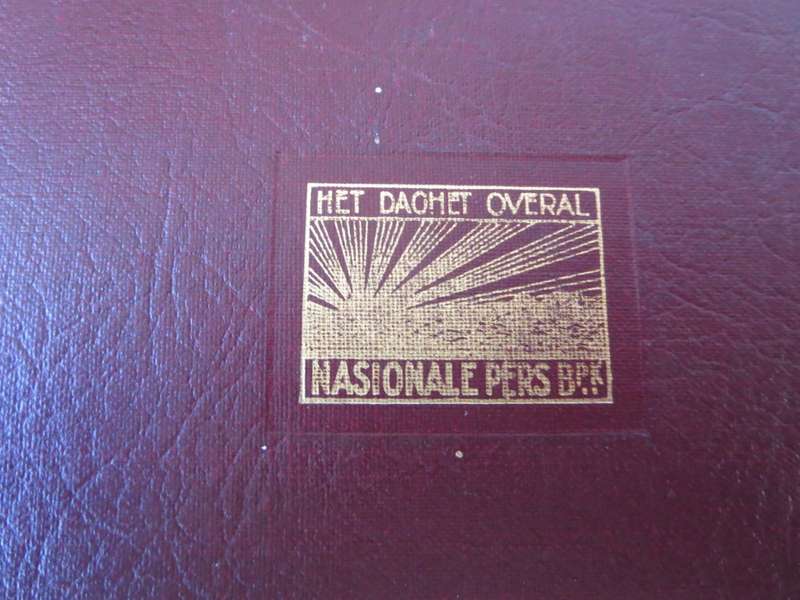 HET DAGHET OVERAL
NASIONALE PERS BPK